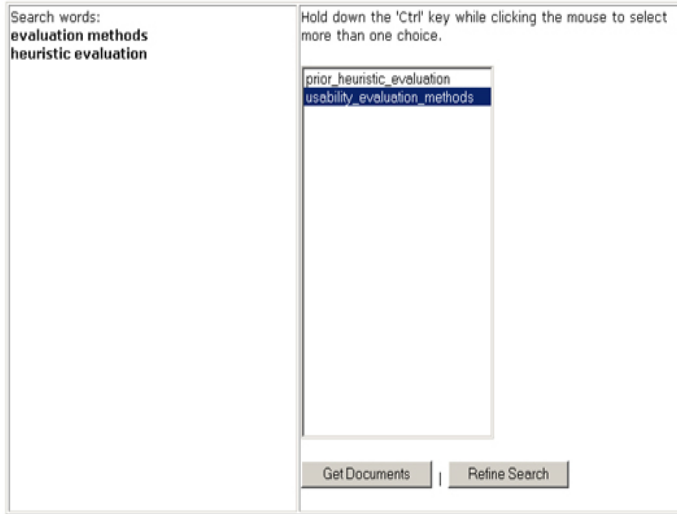 Search words:
evaluation methods
heuristic evaluation
Hold down the 'Ctrl' key while clicking the mouse to select
more than one choice.
prior_heuristic_evaluation
usability_evaluation_methods
Get Documents | Refine Search